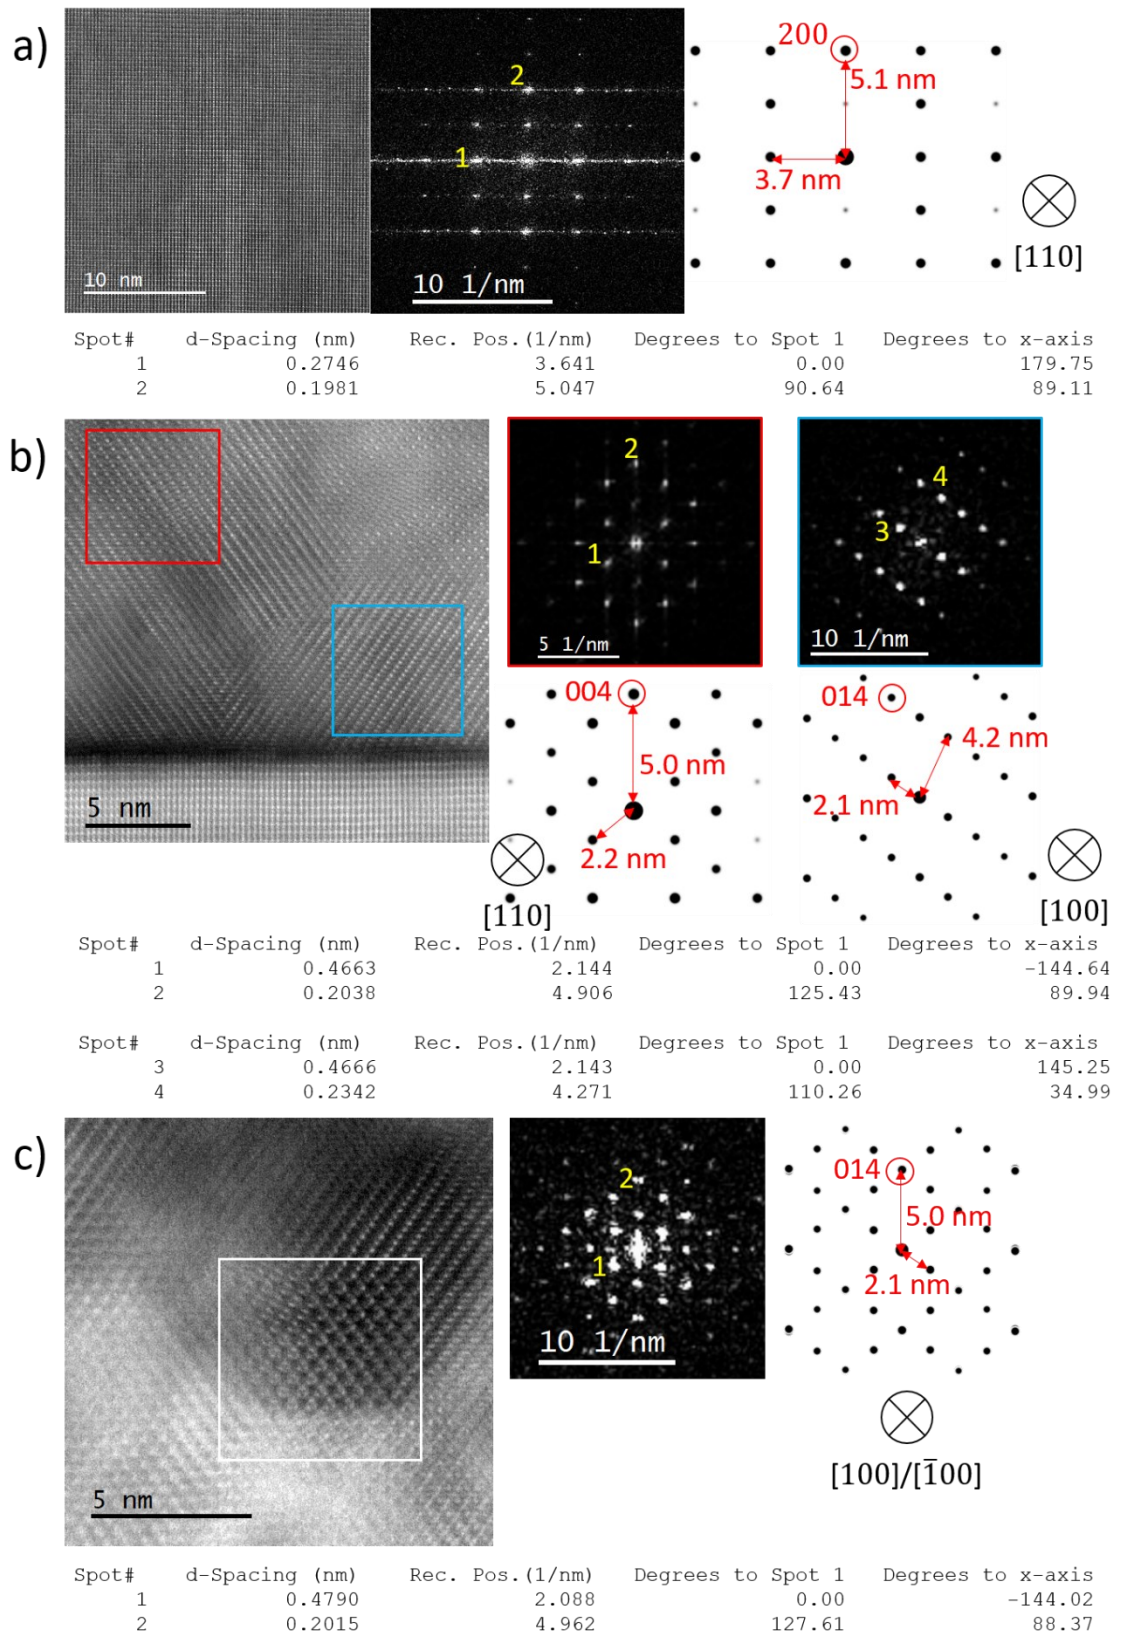 a)
200
2
5.1 nm
1
3.7 nm
10 nm
10 1/nm
[110]
Spot# d-Spacing (nm) Rec. Pos.(1/nm) Degrees to Spot 1 Degrees to x-axis
1 0.2746 3.641 0.00 179.75
2 0.1981 5.047 90.64 89.11
b)
2
1
5 1/nm
4
3
10 1/nm
5 nm
004
5.0 nm
2.2 nm
[110]
014
4.2 nm
2.1 nm
[100]
Spot# d-Spacing (nm) Rec. Pos.(1/nm) Degrees to Spot 1 Degrees to x-axis
1 0.4663 2.144 0.00 -144.64
2 0.2038 4.906 125.43 89.94
Spot# d-Spacing (nm) Rec. Pos.(1/nm) Degrees to Spot 1 Degrees to x-axis
3 0.4666 2.143 0.00 145.25
4 0.2342 4.271 110.26 34.99
c)
2
1
10 1/nm
5 nm
014
5.0 nm
2.1 nm
[100]/[1̅00]
Spot# d-Spacing (nm) Rec. Pos.(1/nm) Degrees to Spot 1 Degrees to x-axis
1 0.4790 2.088 0.00 -144.02
2 0.2015 4.962 127.61 88.37